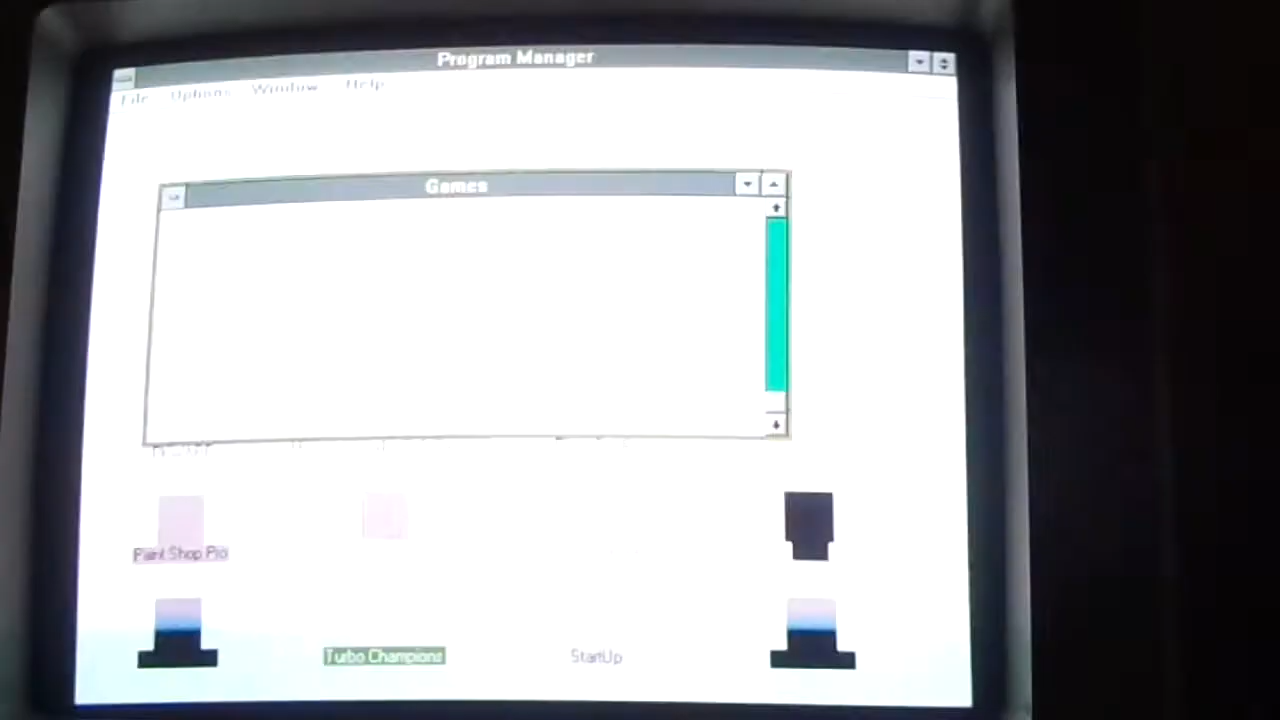 Program Manager
File Options Window Help
Games
Paint Shop Pro
Turbo Champions
StartUp